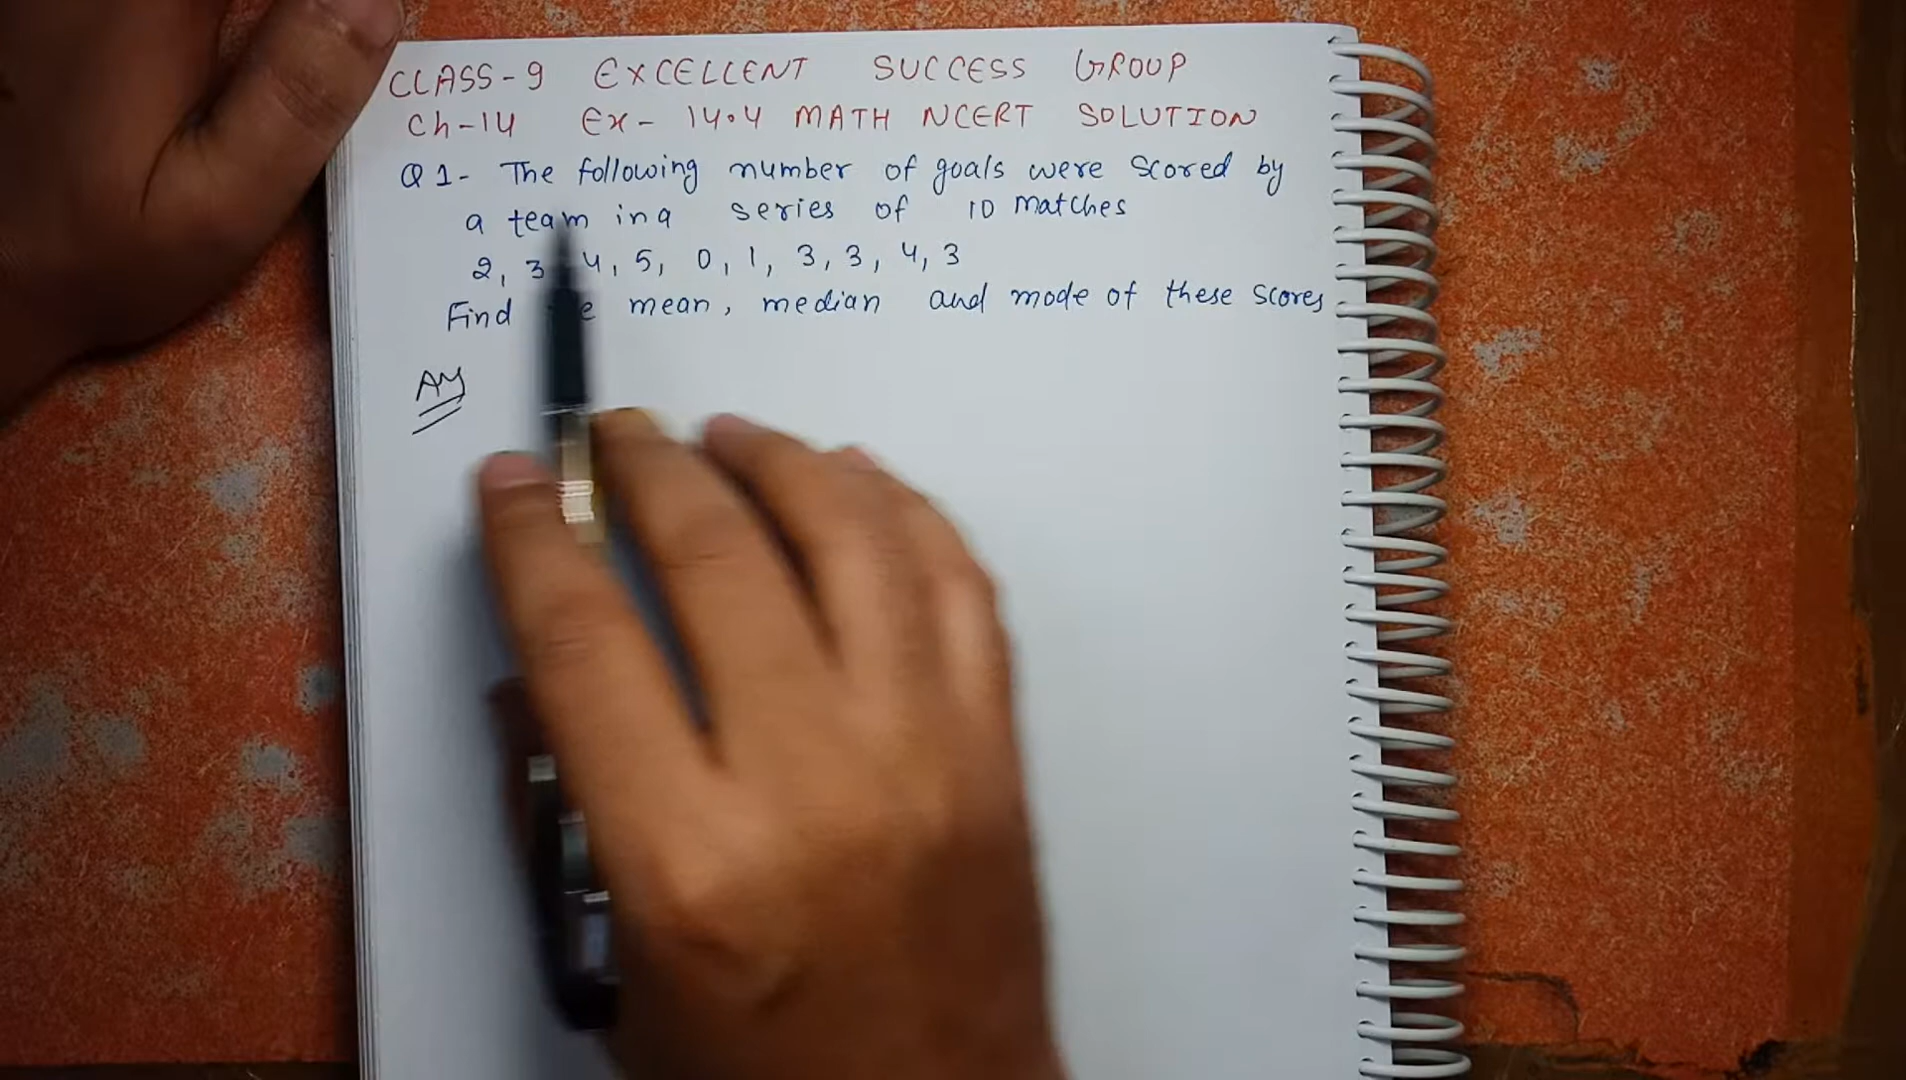 CLASS-9 EXCELLENT SUCCESS GROUP
Ch-14 Ex- 14.4 MATH NCERT SOLUTION
Q1- The following number of goals were scored by
a team in a series of 10 matches
2, 3 4, 5, 0, 1, 3, 3, 4, 3
Find mean, median and mode of these scores